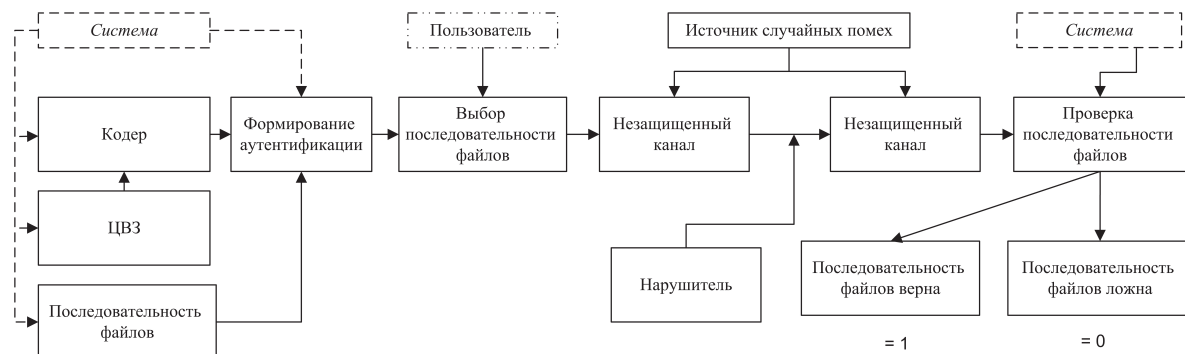 Система
Пользователь
Источник случайных помех
Система
Кодер
Формирование
аутентификации
Выбор
последовательности
файлов
Незащищенный
канал
Незащищенный
канал
Проверка
последовательности
файлов
ЦВЗ
Последовательность
файлов
Нарушитель
Последовательность
файлов верна
Последовательность
файлов ложна
= 1
= 0